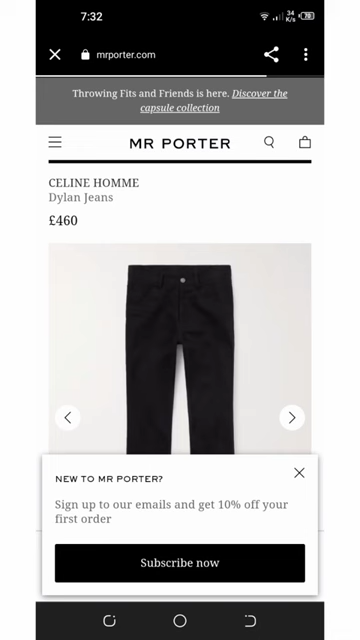 7:32
34
K/s
70
mrporter.com
Throwing Fits and Friends is here. Discover the
capsule collection
MR PORTER
CELINE HOMME
Dylan Jeans
£460
NEW TO MR PORTER?
Sign up to our emails and get 10% off your
first order
Subscribe now